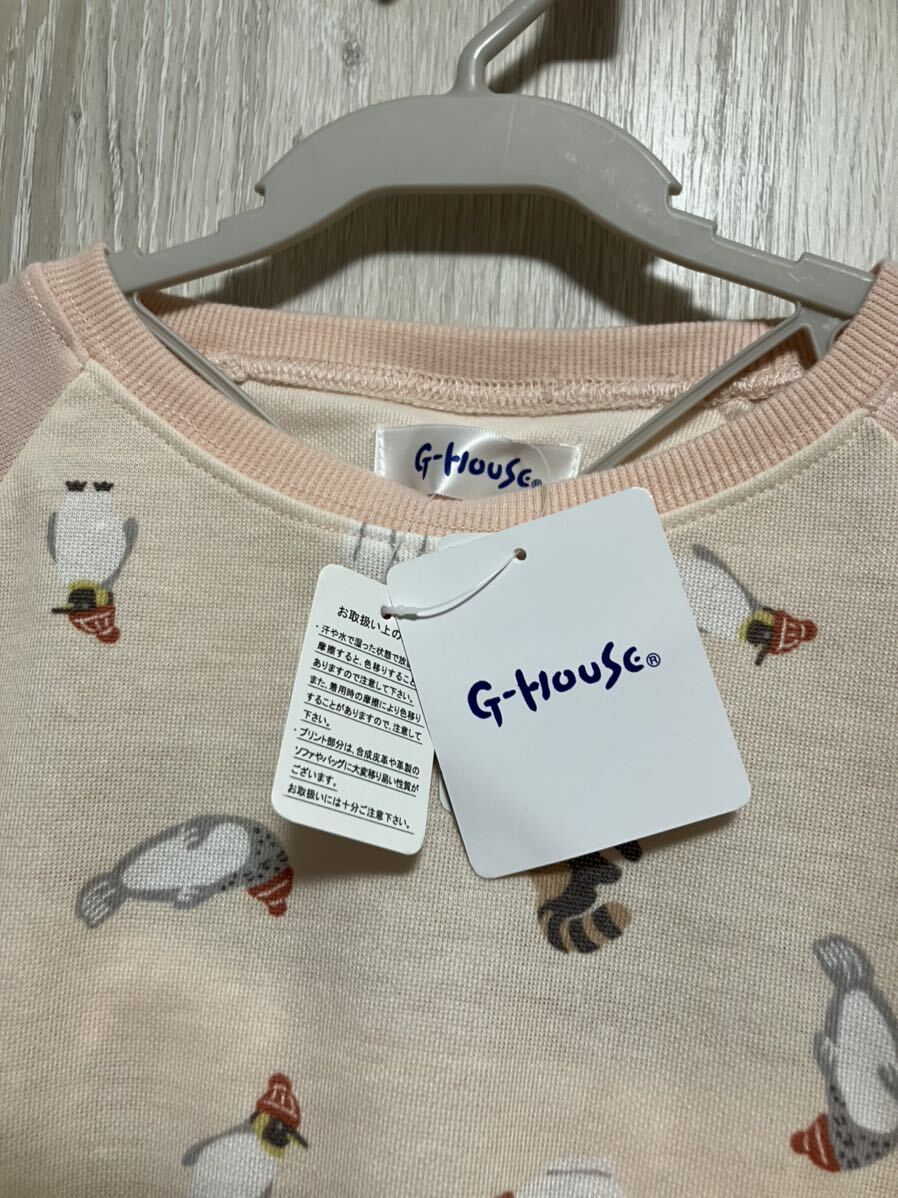 G-HOUSE®
G-HOUSE®
お取扱い上の
・汗や水で湿った状態で放
摩擦すると、色移りすること
ありますので注意して下さい。
また、着用時の摩擦により色移り
することがありますので、注意して
下さい。
・プリント部分は、合成皮革や革製の
ソファやバッグに大変移り易い性質が
ございます。
お取扱いには十分ご注意下さい。